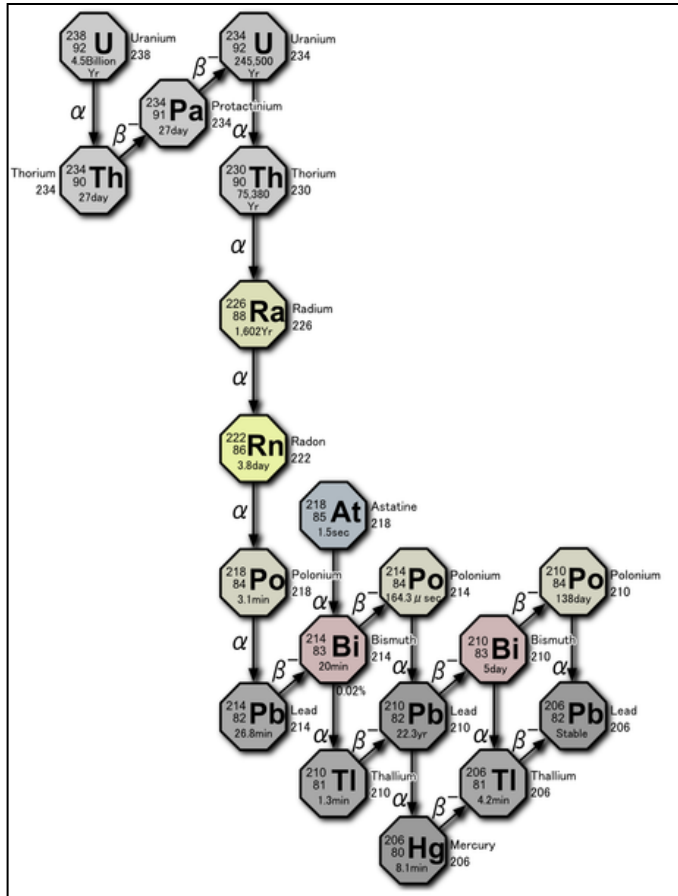 238
92 U
4.5Billion
Yr
Uranium
238
234
92 U
245,500
Yr
Uranium
234
α
β⁻
234
91 Pa
27day
Protactinium
234
β⁻
α
Thorium
234
234
90 Th
27day
230
90 Th
75,380
Yr
Thorium
230
α
226
88 Ra
1,602Yr
Radium
226
α
222
86 Rn
3.8day
Radon
222
α
218
85 At
1.5sec
Astatine
218
218
84 Po
3.1min
Polonium
218
α
214
84 Po
164.3 μ sec
Polonium
214
β⁻
210
84 Po
138day
Polonium
210
β⁻
α
214
83 Bi
20min
Bismuth
214
β⁻
α
210
83 Bi
5day
Bismuth
210
β⁻
α
214
82 Pb
26.8min
Lead
214
0.02%
α
β⁻
210
82 Pb
22.3yr
Lead
210
α
β⁻
206
82 Pb
Stable
Lead
206
210
81 Tl
1.3min
Thallium
210
α
β⁻
206
81 Tl
4.2min
Thallium
206
206
80 Hg
8.1min
Mercury
206